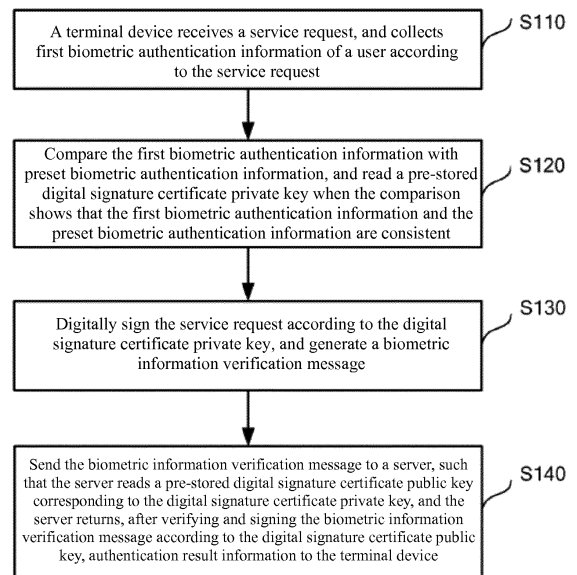 A terminal device receives a service request, and collects
first biometric authentication information of a user according
to the service request
S110
Compare the first biometric authentication information with
preset biometric authentication information, and read a pre-stored
digital signature certificate private key when the comparison
shows that the first biometric authentication information and the
preset biometric authentication information are consistent
S120
Digitally sign the service request according to the digital
signature certificate private key, and generate a biometric
information verification message
S130
Send the biometric information verification message to a server, such
that the server reads a pre-stored digital signature certificate public key
corresponding to the digital signature certificate private key, and the
server returns, after verifying and signing the biometric information
verification message according to the digital signature certificate public
key, authentication result information to the terminal device
S140